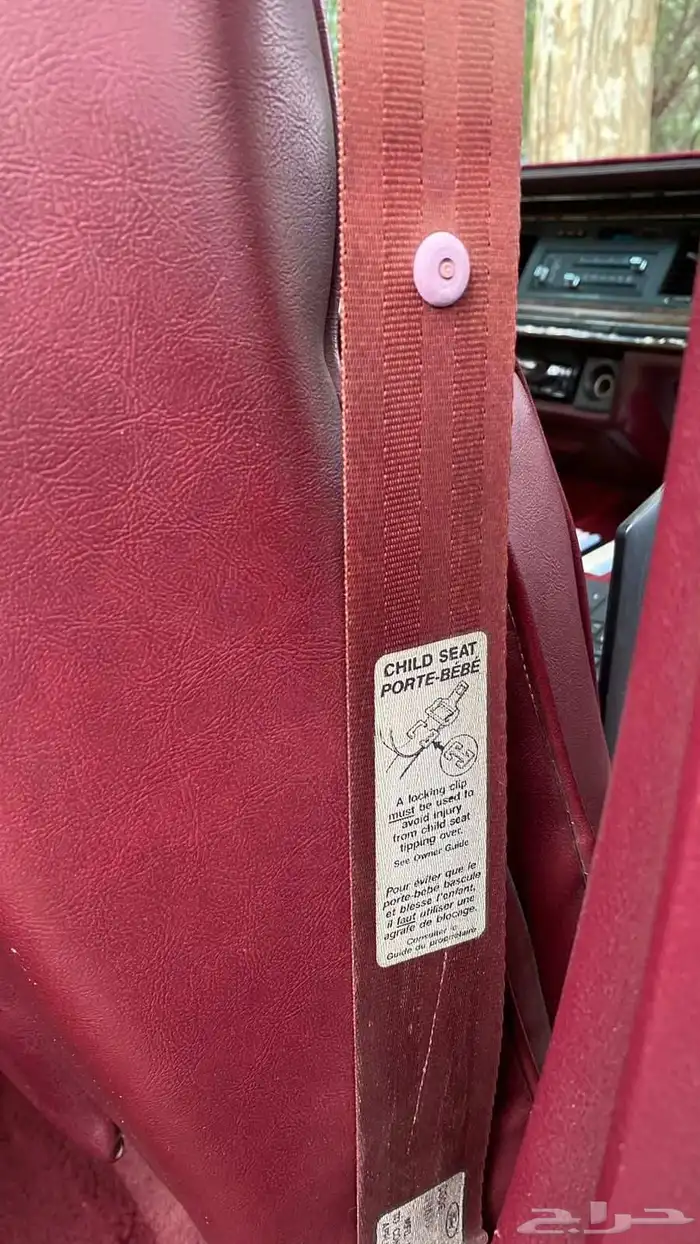 CHILD SEAT
PORTE-BÉBÉ
A locking clip
must be used to
avoid injury
from child seat
tipping over.
See Owner Guide
Pour éviter que le
porte-bébé bascule
et blesse l'enfant,
il faut utiliser une
agrafe de blocage.
Consulter le
Guide du propriétaire
Ford
حراج